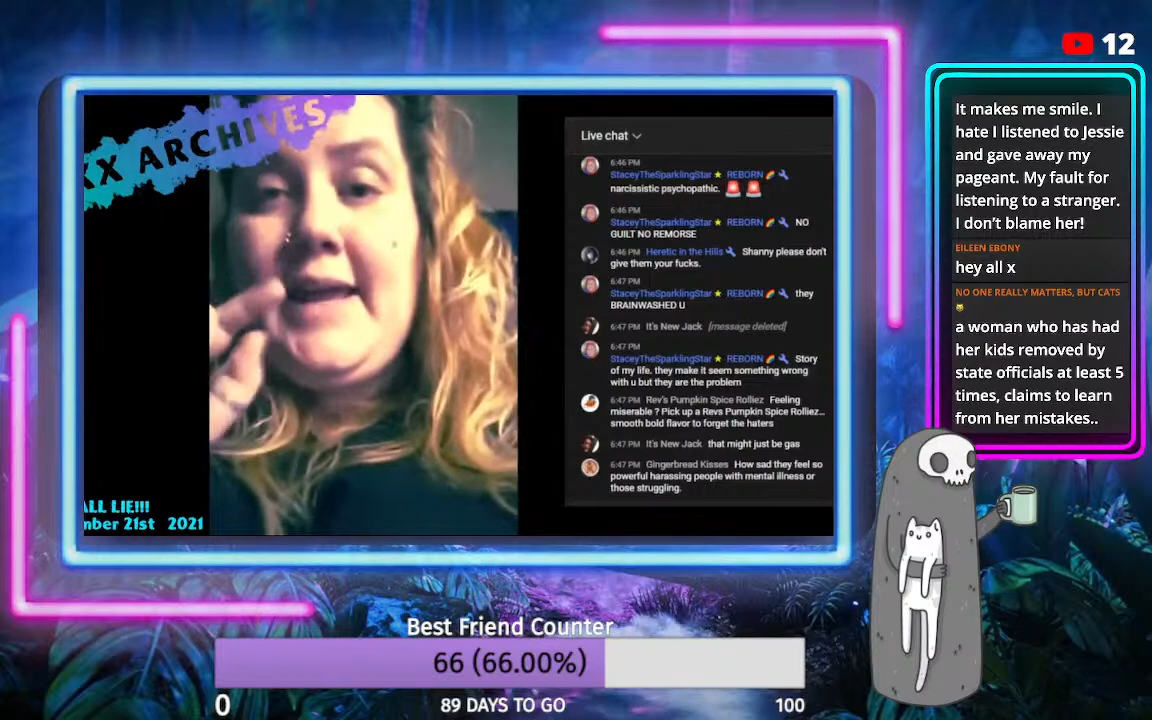 12
XX ARCHIVES
ALL LIE!!!
mber 21st 2021
Live chat
6:46 PM
StaceyTheSparklingStar ★ REBORN
narcissistic psychopathic. 🚨 🚨
6:46 PM
StaceyTheSparklingStar ★ REBORN NO
GUILT NO REMORSE
6:46 PM Heretic in the Hills Shanny please don't
give them your fucks.
6:47 PM
StaceyTheSparklingStar ★ REBORN they
BRAINWASHED U
6:47 PM It's New Jack [message deleted]
6:47 PM
StaceyTheSparklingStar ★ REBORN Story
of my life. they make it seem something wrong
with u but they are the problem
6:47 PM Rev's Pumpkin Spice Rolliez Feeling
miserable ? Pick up a Revs Pumpkin Spice Rolliez...
smooth bold flavor to forget the haters
6:47 PM It's New Jack that might just be gas
6:47 PM Gingerbread Kisses How sad they feel so
powerful harassing people with mental illness or
those struggling.
It makes me smile. I
hate I listened to Jessie
and gave away my
pageant. My fault for
listening to a stranger.
I don't blame her!
EILEEN EBONY
hey all x
NO ONE REALLY MATTERS, BUT CATS
a woman who has had
her kids removed by
state officials at least 5
times, claims to learn
from her mistakes..
Best Friend Counter
66 (66.00%)
0
89 DAYS TO GO
100